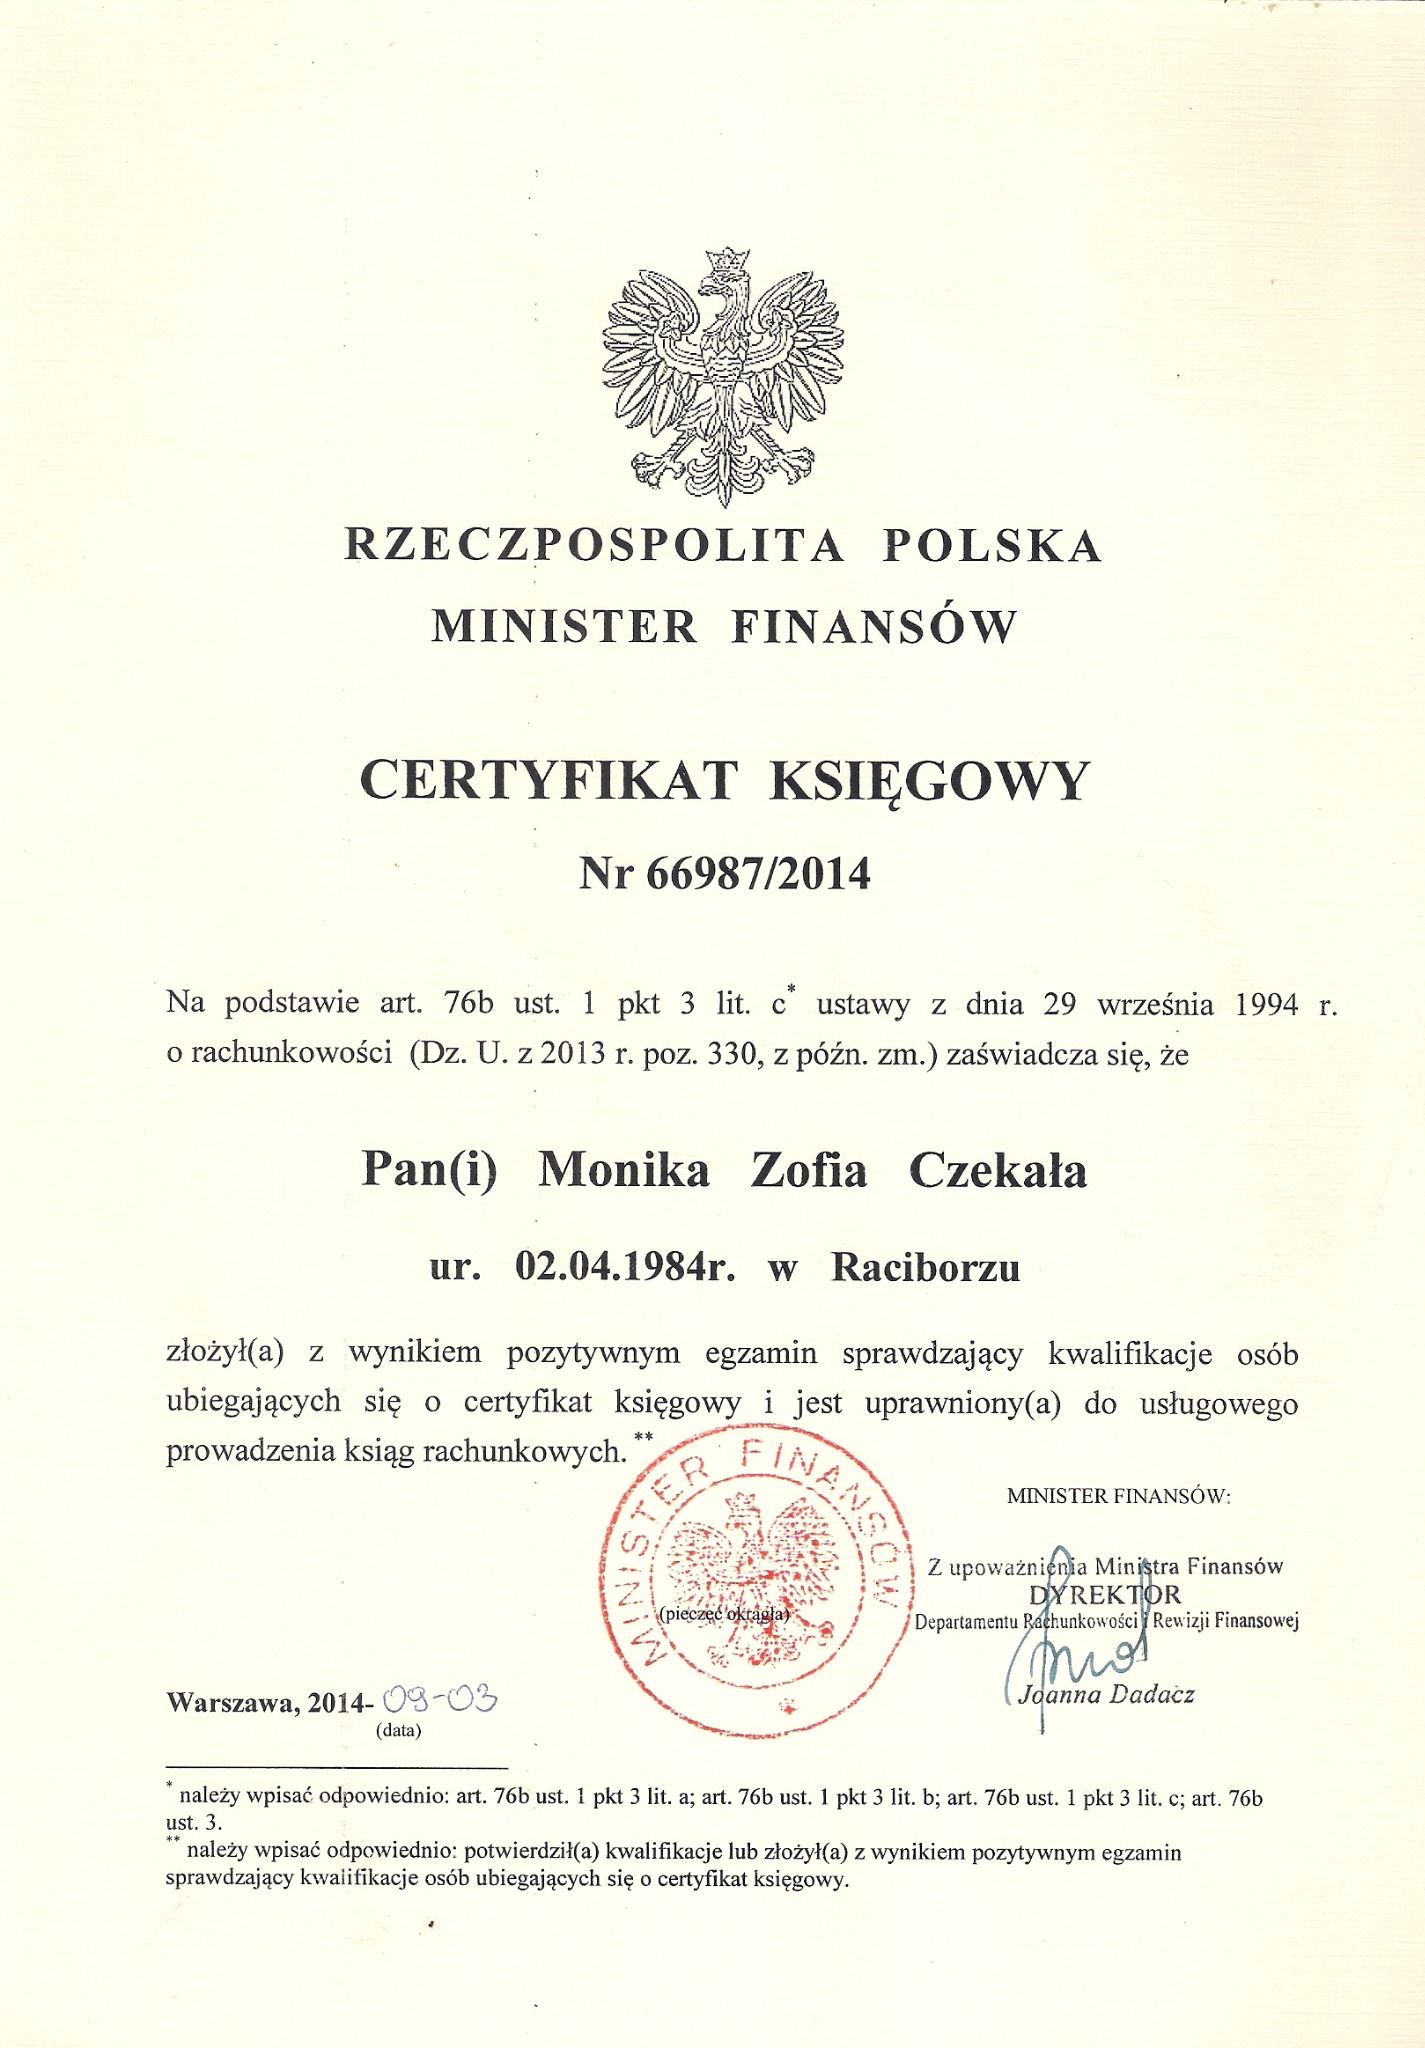 RZECZPOSPOLITA POLSKA
MINISTER FINANSÓW
CERTYFIKAT KSIĘGOWY
Nr 66987/2014
Na podstawie art. 76b ust. 1 pkt 3 lit. c* ustawy z dnia 29 września 1994 r.
o rachunkowości (Dz. U. z 2013 r. poz. 330, z późn. zm.) zaświadcza się, że
Pan(i) Monika Zofia Czekała
ur. 02.04.1984r. w Raciborzu
złożył(a) z wynikiem pozytywnym egzamin sprawdzający kwalifikacje osób
ubiegających się o certyfikat księgowy i jest uprawniony(a) do usługowego
prowadzenia ksiąg rachunkowych.**
MINISTER FINANSÓW
(pieczęć okrągła)
MINISTER FINANSÓW:
Z upoważnienia Ministra Finansów
DYREKTOR
Departamentu Rachunkowości i Rewizji Finansowej
Joanna Dadacz
Warszawa, 2014-09-03
(data)
* należy wpisać odpowiednio: art. 76b ust. 1 pkt 3 lit. a; art. 76b ust. 1 pkt 3 lit. b; art. 76b ust. 1 pkt 3 lit. c; art. 76b
ust. 3.
** należy wpisać odpowiednio: potwierdził(a) kwalifikacje lub złożył(a) z wynikiem pozytywnym egzamin
sprawdzający kwalifikacje osób ubiegających się o certyfikat księgowy.